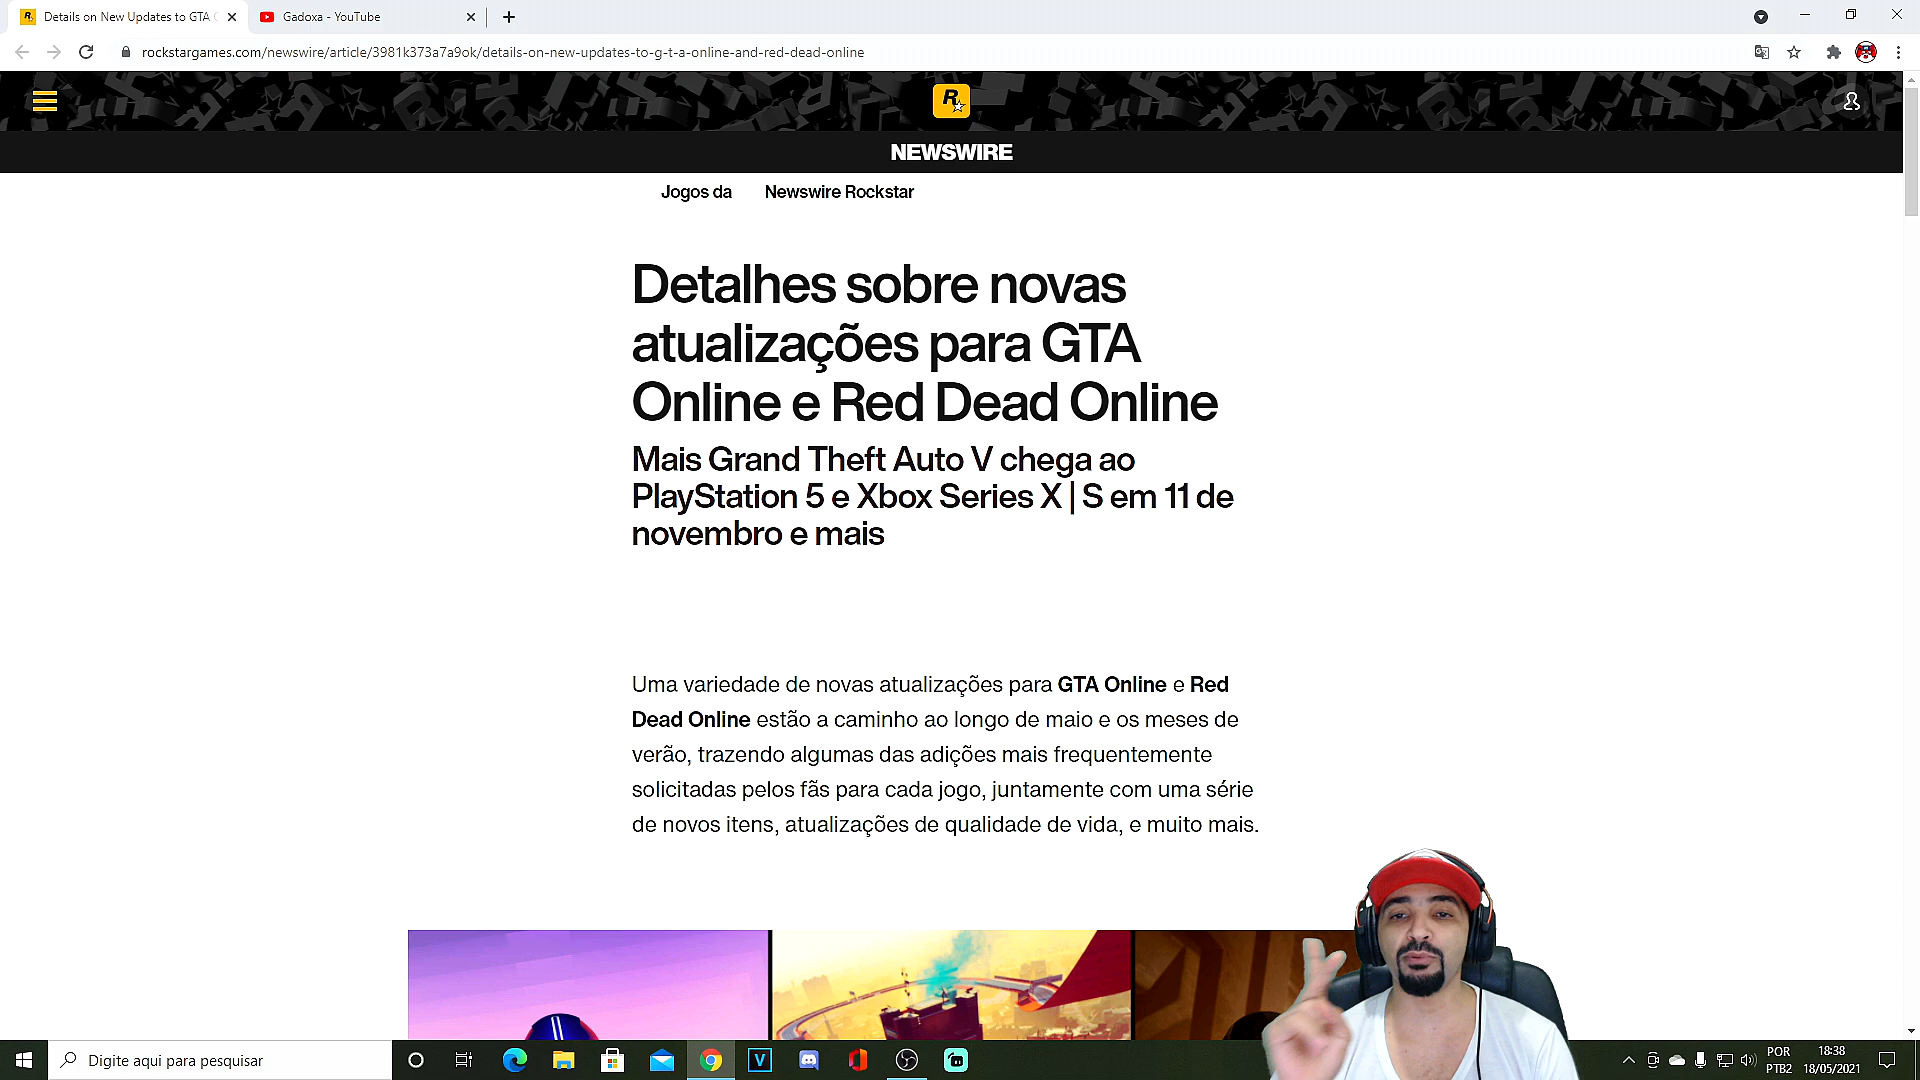 Details on New Updates to GTA
Gadoxa - YouTube
rockstargames.com/newswire/article/3981k373a7a9ok/details-on-new-updates-to-g-t-a-online-and-red-dead-online
NEWSWIRE
Jogos da Newswire Rockstar
Detalhes sobre novas
atualizações para GTA
Online e Red Dead Online
Mais Grand Theft Auto V chega ao
PlayStation 5 e Xbox Series X | S em 11 de
novembro e mais
Uma variedade de novas atualizações para GTA Online e Red
Dead Online estão a caminho ao longo de maio e os meses de
verão, trazendo algumas das adições mais frequentemente
solicitadas pelos fãs para cada jogo, juntamente com uma série
de novos itens, atualizações de qualidade de vida, e muito mais.
Digite aqui para pesquisar
POR
PTB2
18:38
18/05/2021